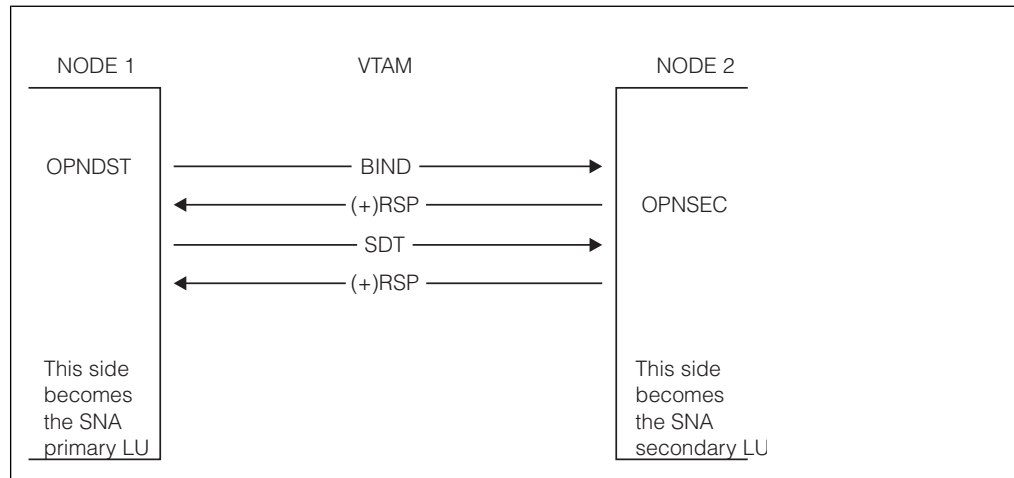 NODE 1 VTAM NODE 2
OPNDST BIND
(+)RSP OPNSEC
SDT
(+)RSP
This side
becomes
the SNA
primary LU
This side
becomes
the SNA
secondary LU